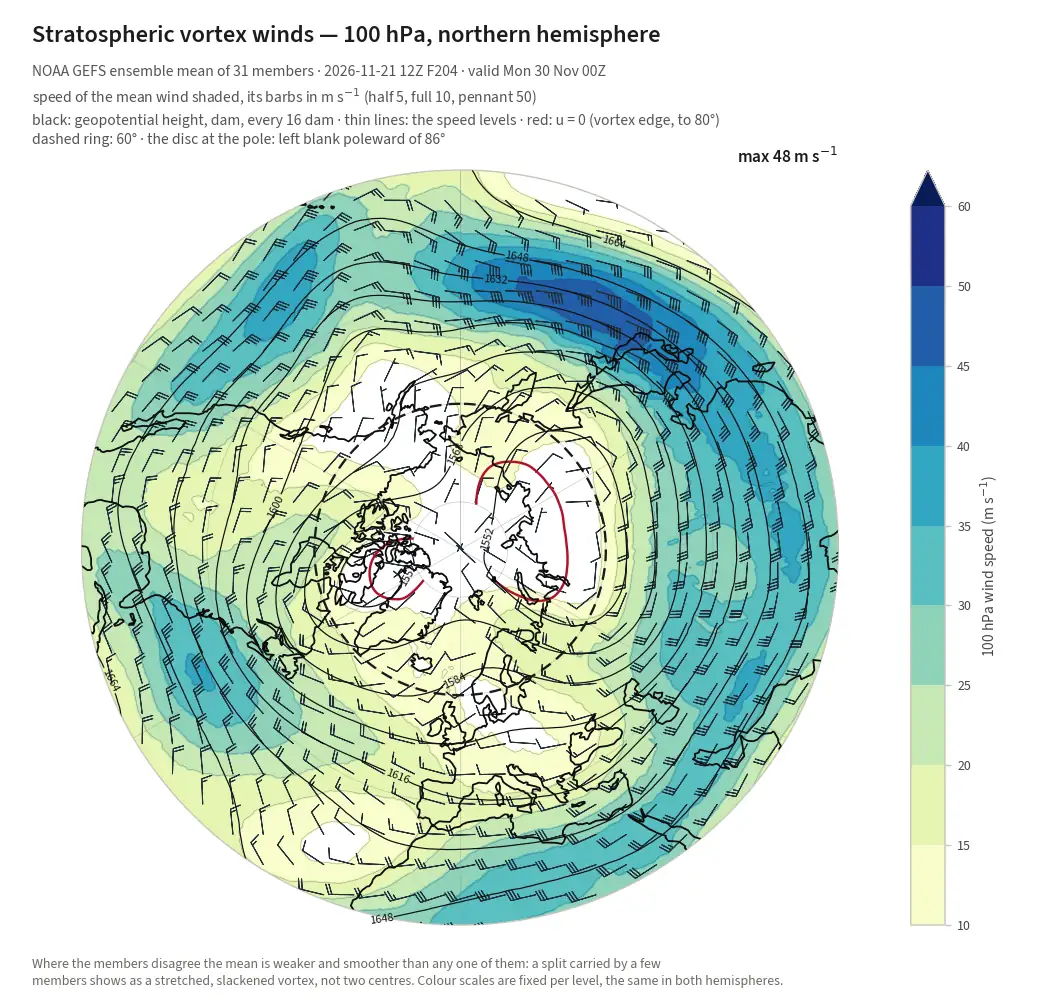 Stratospheric vortex winds — 100 hPa, northern hemisphere
NOAA GEFS ensemble mean of 31 members · 2026-11-21 12Z F204 · valid Mon 30 Nov 00Z
speed of the mean wind shaded, its barbs in m s⁻¹ (half 5, full 10, pennant 50)
black: geopotential height, dam, every 16 dam · thin lines: the speed levels · red: u = 0 (vortex edge, to 80°)
dashed ring: 60° · the disc at the pole: left blank poleward of 86°
max 48 m s⁻¹
1664
1648
1632
1600
1552
1584
1664
1616
1648
60
50
45
40
35
30
25
20
15
10
100 hPa wind speed (m s⁻¹)
Where the members disagree the mean is weaker and smoother than any one of them: a split carried by a few
members shows as a stretched, slackened vortex, not two centres. Colour scales are fixed per level, the same in both hemispheres.